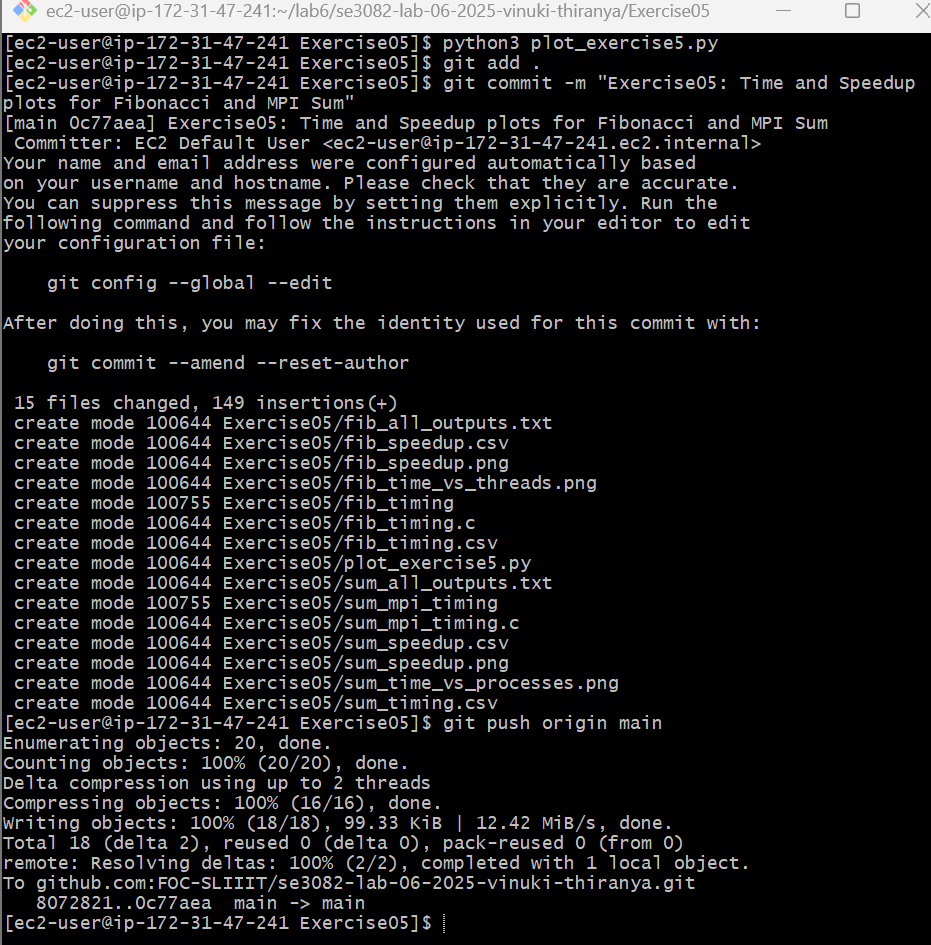 ec2-user@ip-172-31-47-241:~/lab6/se3082-lab-06-2025-vinuki-thiranya/Exercise05
[ec2-user@ip-172-31-47-241 Exercise05]$ python3 plot_exercise5.py
[ec2-user@ip-172-31-47-241 Exercise05]$ git add .
[ec2-user@ip-172-31-47-241 Exercise05]$ git commit -m "Exercise05: Time and Speedup
plots for Fibonacci and MPI Sum"
[main 0c77aea] Exercise05: Time and Speedup plots for Fibonacci and MPI Sum
 Committer: EC2 Default User <ec2-user@ip-172-31-47-241.ec2.internal>
Your name and email address were configured automatically based
on your username and hostname. Please check that they are accurate.
You can suppress this message by setting them explicitly. Run the
following command and follow the instructions in your editor to edit
your configuration file:
    git config --global --edit
After doing this, you may fix the identity used for this commit with:
    git commit --amend --reset-author
 15 files changed, 149 insertions(+)
 create mode 100644 Exercise05/fib_all_outputs.txt
 create mode 100644 Exercise05/fib_speedup.csv
 create mode 100644 Exercise05/fib_speedup.png
 create mode 100644 Exercise05/fib_time_vs_threads.png
 create mode 100755 Exercise05/fib_timing
 create mode 100644 Exercise05/fib_timing.c
 create mode 100644 Exercise05/fib_timing.csv
 create mode 100644 Exercise05/plot_exercise5.py
 create mode 100644 Exercise05/sum_all_outputs.txt
 create mode 100755 Exercise05/sum_mpi_timing
 create mode 100644 Exercise05/sum_mpi_timing.c
 create mode 100644 Exercise05/sum_speedup.csv
 create mode 100644 Exercise05/sum_speedup.png
 create mode 100644 Exercise05/sum_time_vs_processes.png
 create mode 100644 Exercise05/sum_timing.csv
[ec2-user@ip-172-31-47-241 Exercise05]$ git push origin main
Enumerating objects: 20, done.
Counting objects: 100% (20/20), done.
Delta compression using up to 2 threads
Compressing objects: 100% (16/16), done.
Writing objects: 100% (18/18), 99.33 KiB | 12.42 MiB/s, done.
Total 18 (delta 2), reused 0 (delta 0), pack-reused 0 (from 0)
remote: Resolving deltas: 100% (2/2), completed with 1 local object.
To github.com:FOC-SLIIIT/se3082-lab-06-2025-vinuki-thiranya.git
   8072821..0c77aea  main -> main
[ec2-user@ip-172-31-47-241 Exercise05]$